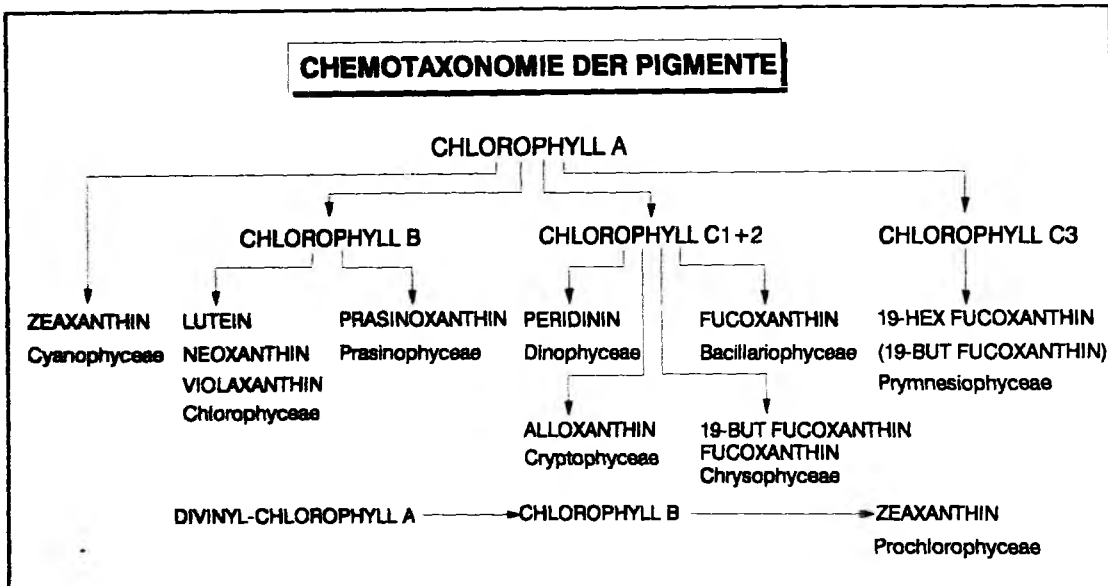 CHEMOTAXONOMIE DER PIGMENTE
CHLOROPHYLL A
CHLOROPHYLL B
CHLOROPHYLL C1+2
CHLOROPHYLL C3
ZEAXANTHIN
Cyanophyceae
LUTEIN
NEOXANTHIN
VIOLAXANTHIN
Chlorophyceae
PRASINOXANTHIN
Prasinophyceae
PERIDININ
Dinophyceae
FUCOXANTHIN
Bacillariophyceae
19-HEX FUCOXANTHIN
(19-BUT FUCOXANTHIN)
Prymnesiophyceae
ALLOXANTHIN
Cryptophyceae
19-BUT FUCOXANTHIN
FUCOXANTHIN
Chrysophyceae
DIVINYL-CHLOROPHYLL A
CHLOROPHYLL B
ZEAXANTHIN
Prochlorophyceae